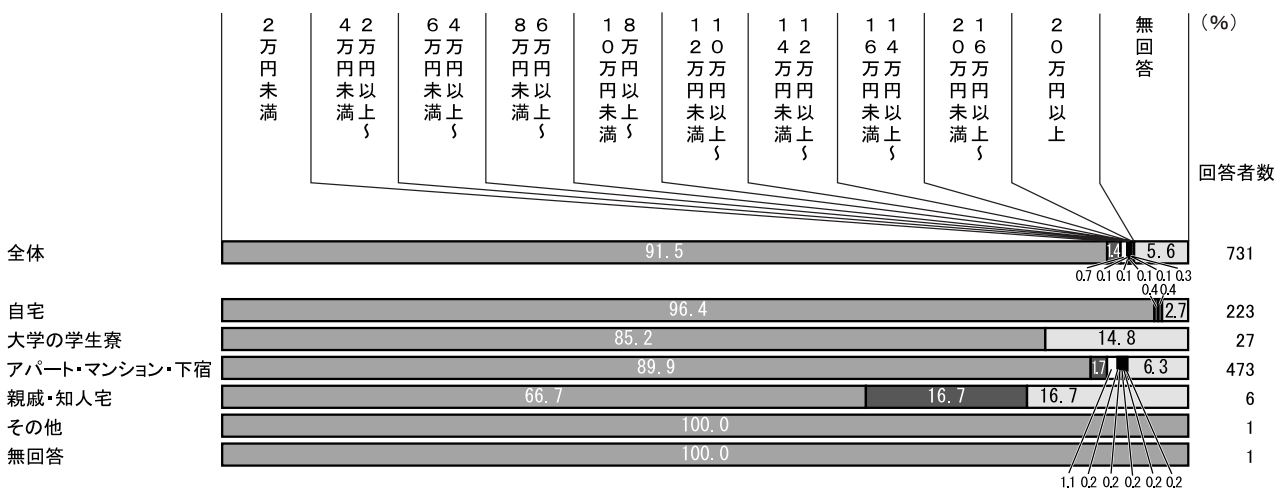 2万円未満
2万円以上～4万円未満
4万円以上～6万円未満
6万円以上～8万円未満
8万円以上～10万円未満
10万円以上～12万円未満
12万円以上～14万円未満
14万円以上～16万円未満
16万円以上～20万円未満
20万円以上
無回答
(%)
回答者数
全体 91.5 1.4 5.6 731
0.7 0.1 0.1 0.1 0.1 0.3
0.4 0.4
自宅 96.4 2.7 223
大学の学生寮 85.2 14.8 27
アパート・マンション・下宿 89.9 1.7 6.3 473
親戚・知人宅 66.7 16.7 16.7 6
その他 100.0 1
無回答 100.0 1
1.1 0.2 0.2 0.2 0.2 0.2